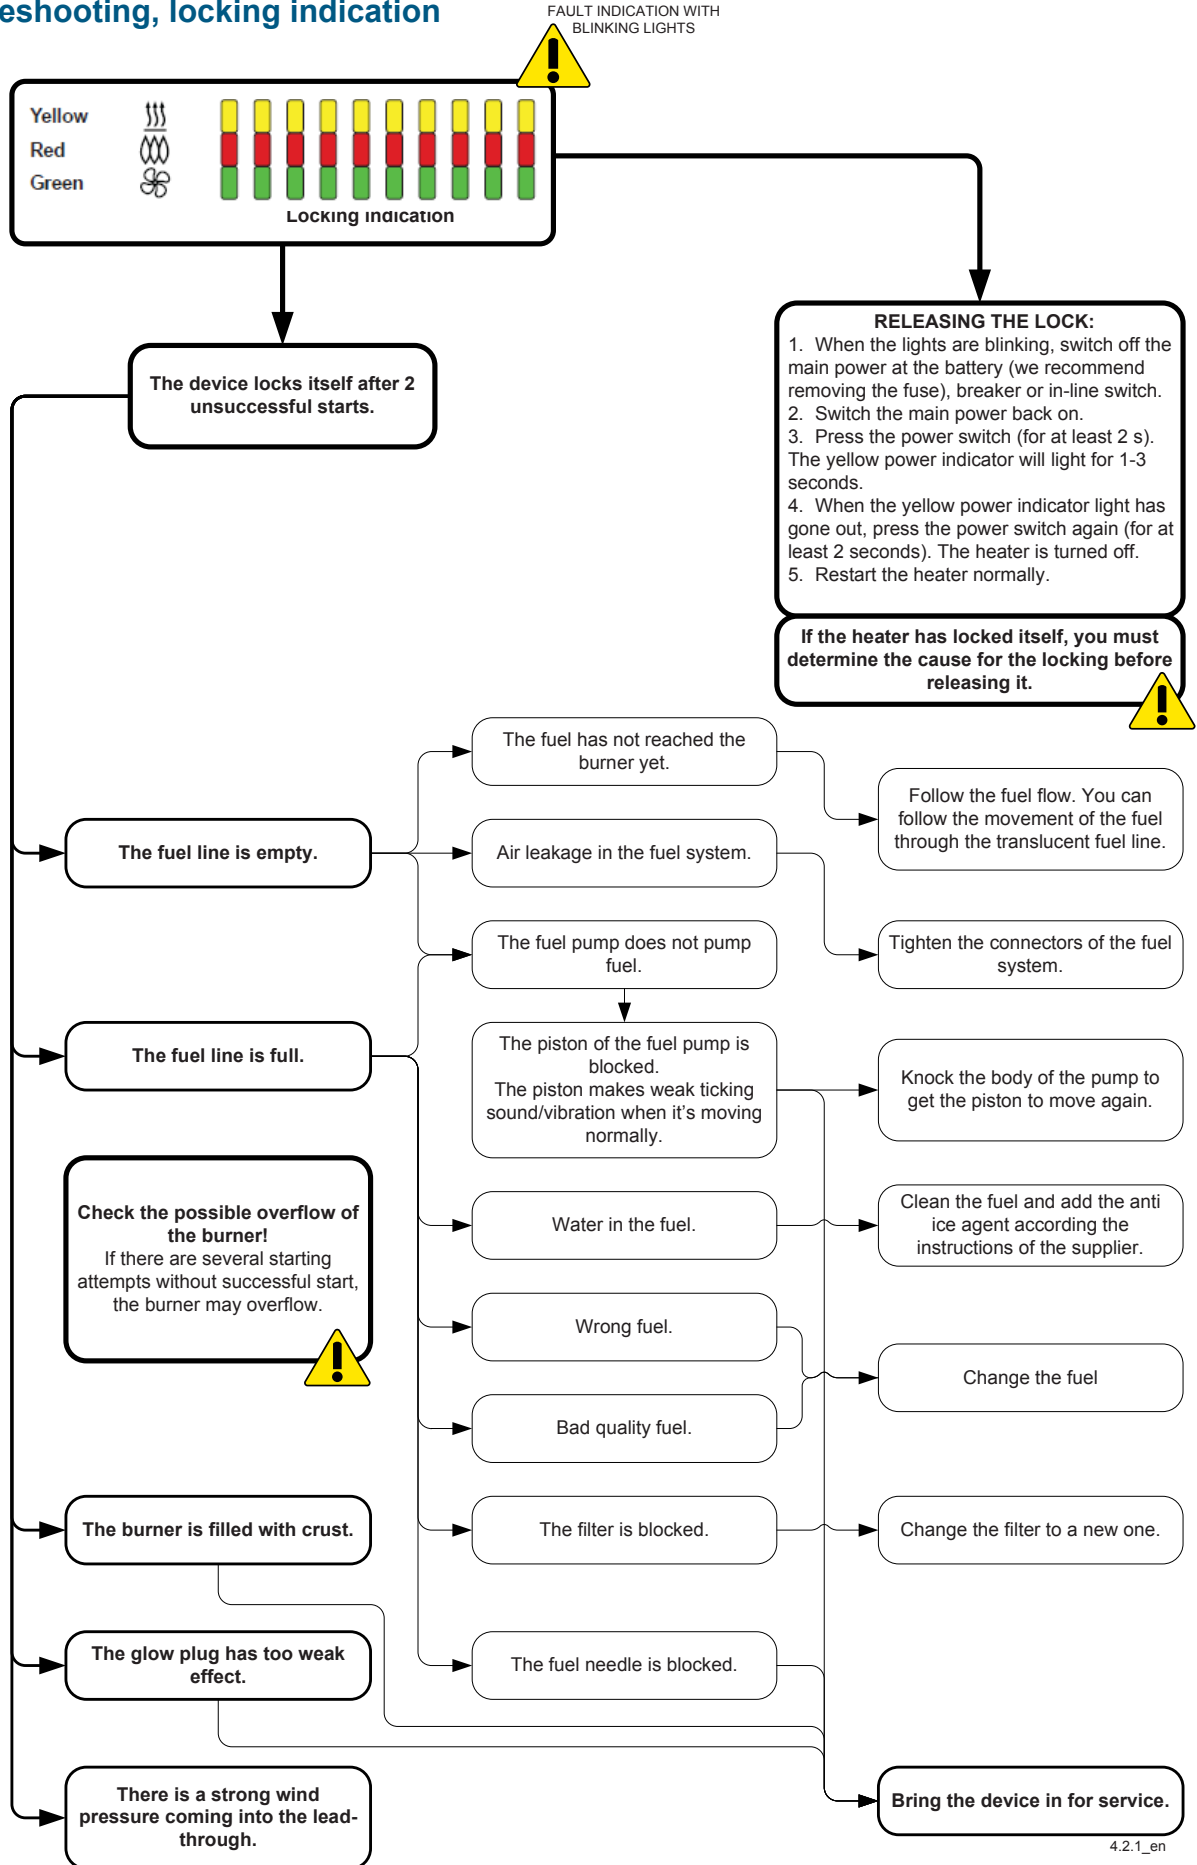 eshooting, locking indication
FAULT INDICATION WITH
BLINKING LIGHTS
Yellow
Red
Green
Locking indication
The device locks itself after 2
unsuccessful starts.
RELEASING THE LOCK:
1. When the lights are blinking, switch off the
main power at the battery (we recommend
removing the fuse), breaker or in-line switch.
2. Switch the main power back on.
3. Press the power switch (for at least 2 s).
The yellow power indicator will light for 1-3
seconds.
4. When the yellow power indicator light has
gone out, press the power switch again (for at
least 2 seconds). The heater is turned off.
5. Restart the heater normally.
If the heater has locked itself, you must
determine the cause for the locking before
releasing it.
The fuel has not reached the
burner yet.
Follow the fuel flow. You can
follow the movement of the fuel
through the translucent fuel line.
The fuel line is empty.
Air leakage in the fuel system.
The fuel pump does not pump
fuel.
Tighten the connectors of the fuel
system.
The fuel line is full.
The piston of the fuel pump is
blocked.
The piston makes weak ticking
sound/vibration when it's moving
normally.
Knock the body of the pump to
get the piston to move again.
Check the possible overflow of
the burner!
If there are several starting
attempts without successful start,
the burner may overflow.
Water in the fuel.
Clean the fuel and add the anti
ice agent according the
instructions of the supplier.
Wrong fuel.
Change the fuel
Bad quality fuel.
The burner is filled with crust.
The filter is blocked.
Change the filter to a new one.
The glow plug has too weak
effect.
The fuel needle is blocked.
There is a strong wind
pressure coming into the lead-
through.
Bring the device in for service.
4.2.1_en